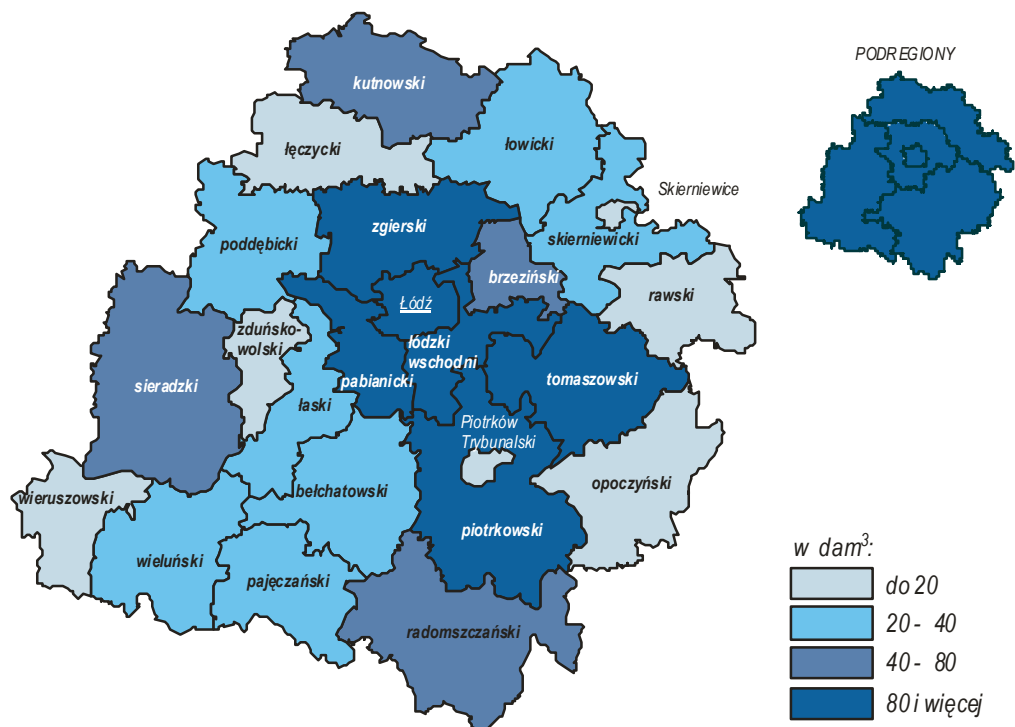 PODREGIONY
kutnowski
łęczycki
łowicki
Skierniewice
zgierski
skierniewicki
poddębicki
brzeziński
rawski
Łódź
zduńsko-
wolski
łódzki
wschodni
sieradzki
pabianicki
tomaszowski
łaski
Piotrków
Trybunalski
wieruszowski
bełchatowski
opoczyński
piotrkowski
wieluński
pajęczański
radomszczański
w dam³:
do 20
20 - 40
40 - 80
80 i więcej